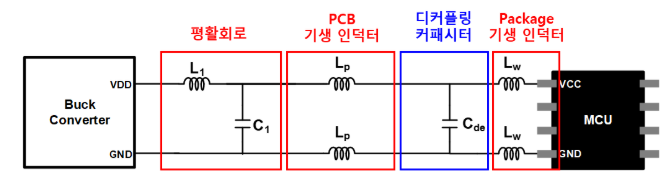 평활회로
PCB
기생 인덕터
디커플링
커패시터
Package
기생 인덕터
Buck
Converter
VDD
GND
L1
C1
Lp
Lp
Cde
Lw
Lw
VCC
GND
MCU